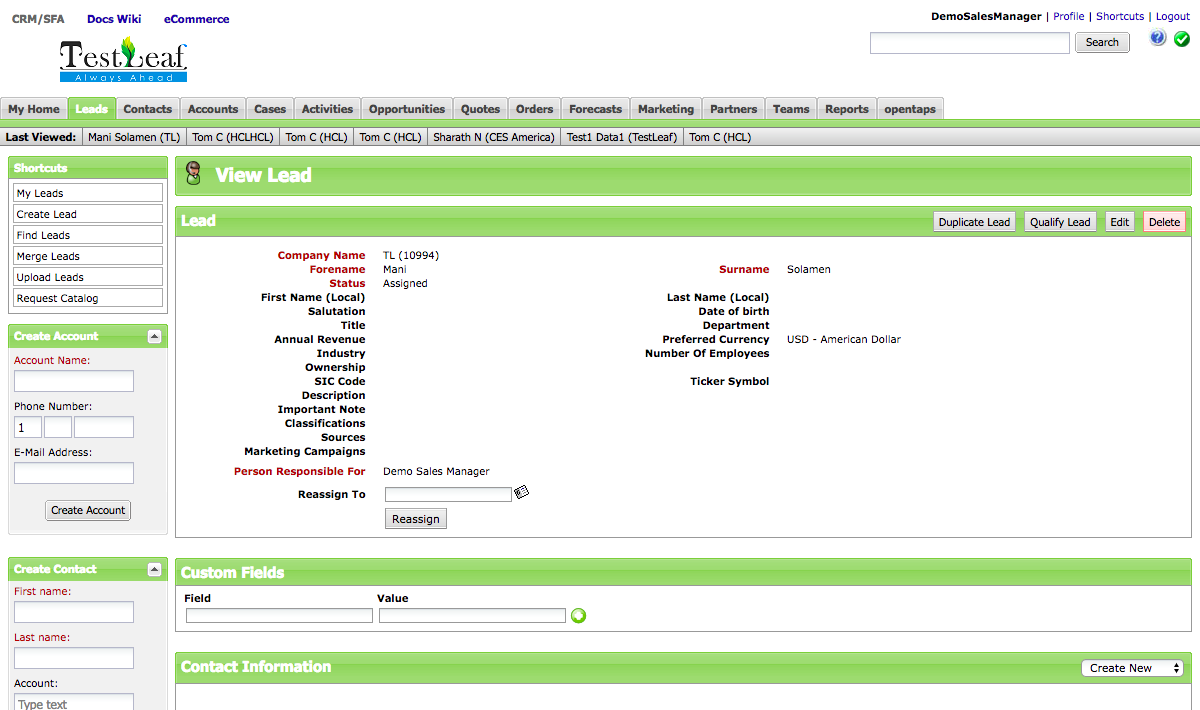 CRM/SFA Docs Wiki eCommerce
DemoSalesManager | Profile | Shortcuts | Logout
TestLeaf
Always Ahead
Search
My Home Leads Contacts Accounts Cases Activities Opportunities Quotes Orders Forecasts Marketing Partners Teams Reports opentaps
Last Viewed: Mani Solamen (TL) Tom C (HCLHCL) Tom C (HCL) Tom C (HCL) Sharath N (CES America) Test1 Data1 (TestLeaf) Tom C (HCL)
Shortcuts
My Leads
Create Lead
Find Leads
Merge Leads
Upload Leads
Request Catalog
Create Account
Account Name:
Phone Number:
1
E-Mail Address:
Create Account
Create Contact
First name:
Last name:
Account:
Type text
View Lead
Lead
Duplicate Lead Qualify Lead Edit Delete
Company Name TL (10994)
Forename Mani Surname Solamen
Status Assigned
First Name (Local) Last Name (Local)
Salutation Date of birth
Title Department
Annual Revenue Preferred Currency USD - American Dollar
Industry Number Of Employees
Ownership
SIC Code Ticker Symbol
Description
Important Note
Classifications
Sources
Marketing Campaigns
Person Responsible For Demo Sales Manager
Reassign To
Reassign
Custom Fields
Field Value
Contact Information
Create New